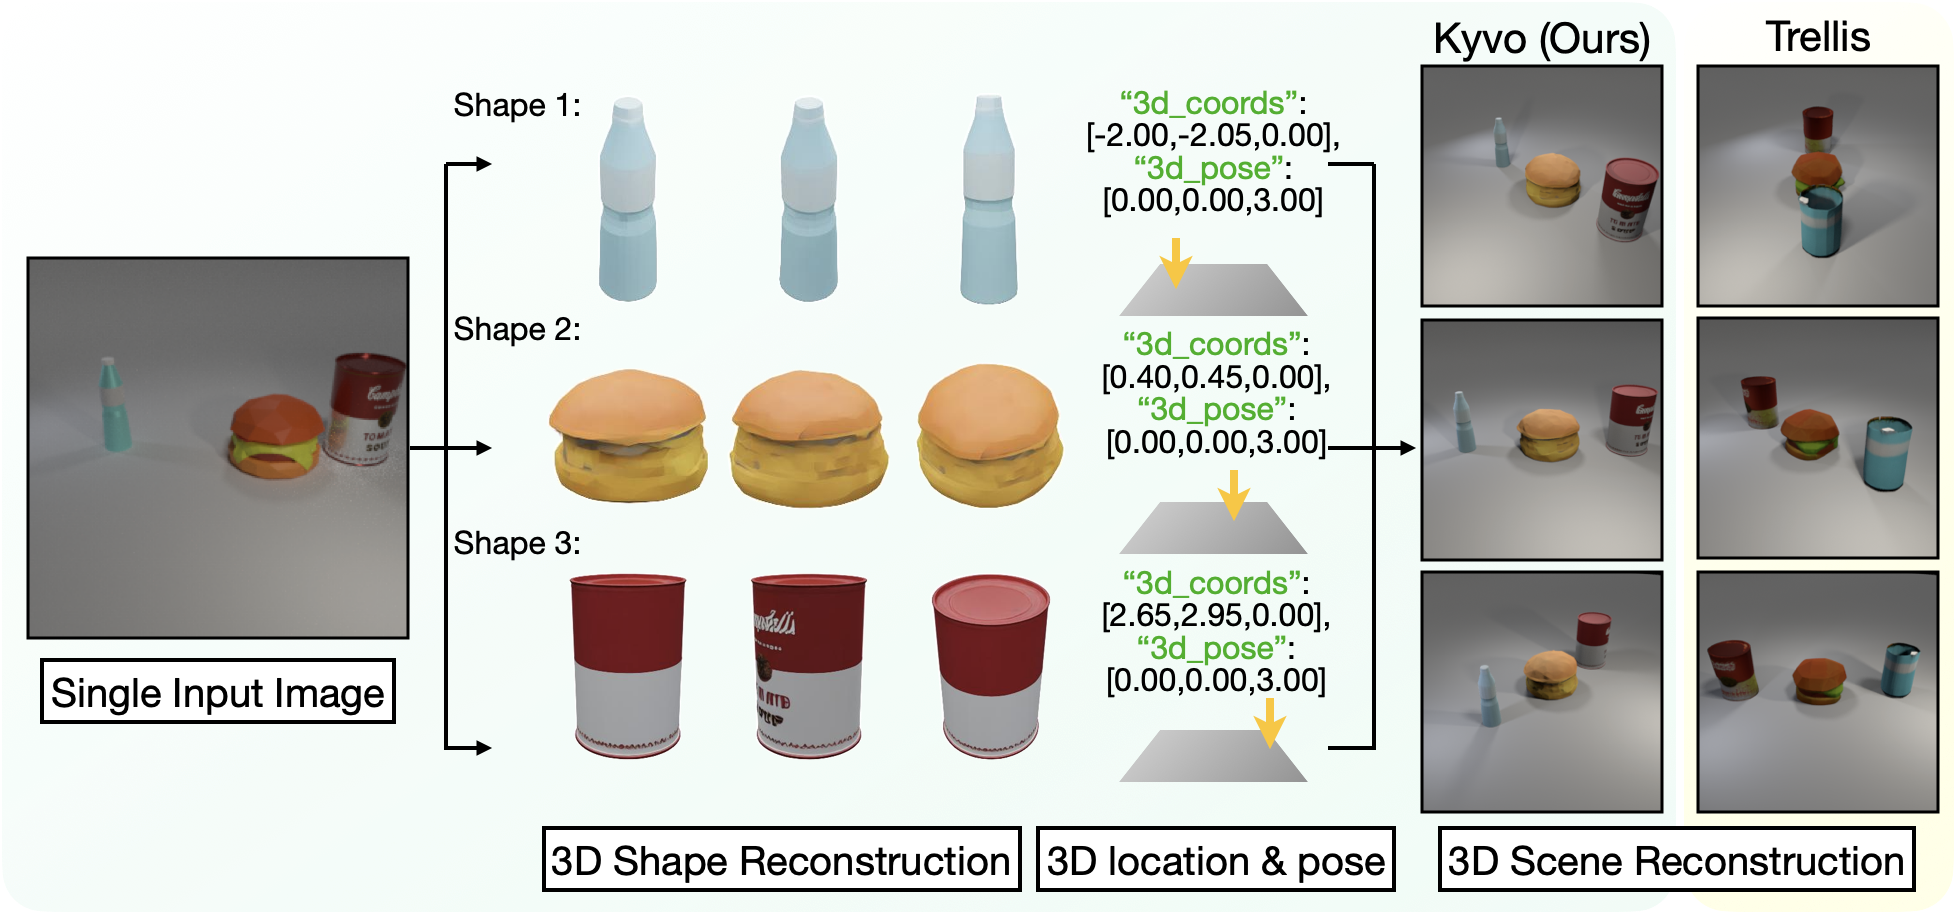 Kyvo (Ours)
Trellis
Shape 1:
“3d_coords”:
[-2.00,-2.05,0.00],
“3d_pose”:
[0.00,0.00,3.00]
Shape 2:
“3d_coords”:
[0.40,0.45,0.00],
“3d_pose”:
[0.00,0.00,3.00]
Shape 3:
“3d_coords”:
[2.65,2.95,0.00],
“3d_pose”:
[0.00,0.00,3.00]
Single Input Image
3D Shape Reconstruction
3D location & pose
3D Scene Reconstruction